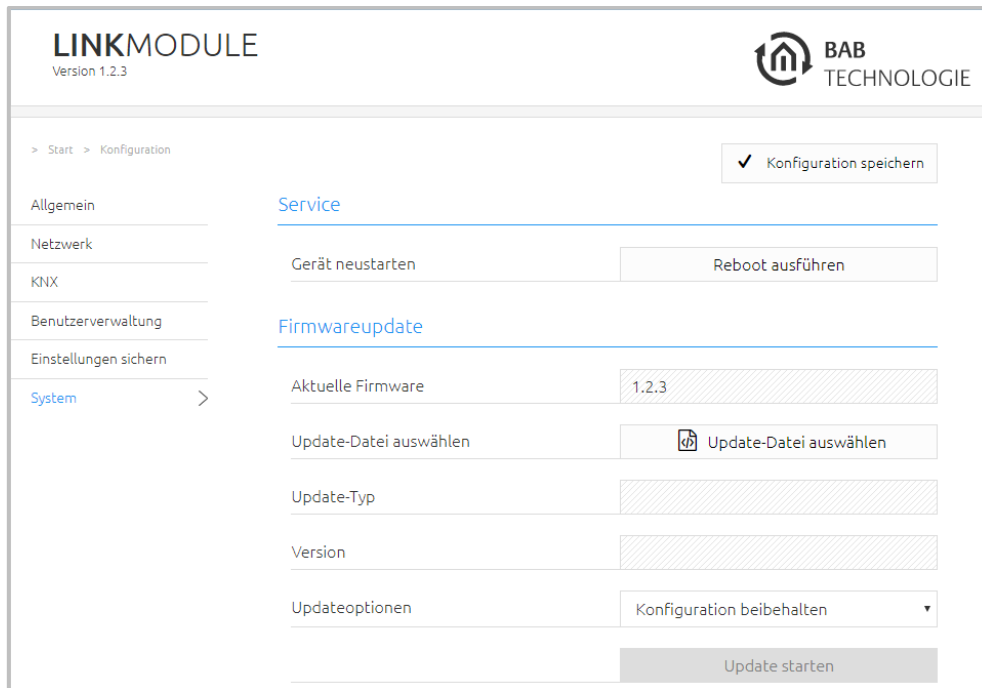 LINKMODULE
Version 1.2.3
BAB
TECHNOLOGIE
> Start > Konfiguration
Konfiguration speichern
Allgemein
Netzwerk
KNX
Benutzerverwaltung
Einstellungen sichern
System
Service
Gerät neustarten
Reboot ausführen
Firmwareupdate
Aktuelle Firmware
1.2.3
Update-Datei auswählen
Update-Datei auswählen
Update-Typ
Version
Updateoptionen
Konfiguration beibehalten
Update starten